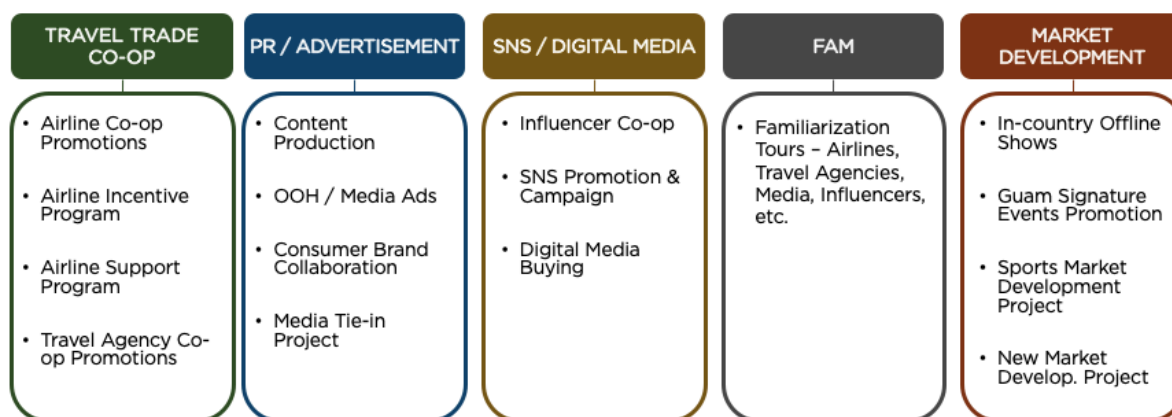 TRAVEL TRADE
CO-OP
• Airline Co-op
Promotions
• Airline Incentive
Program
• Airline Support
Program
• Travel Agency Co-
op Promotions
PR / ADVERTISEMENT
• Content
Production
• OOH / Media Ads
• Consumer Brand
Collaboration
• Media Tie-in
Project
SNS / DIGITAL MEDIA
• Influencer Co-op
• SNS Promotion &
Campaign
• Digital Media
Buying
FAM
• Familiarization
Tours – Airlines,
Travel Agencies,
Media, Influencers,
etc.
MARKET
DEVELOPMENT
• In-country Offline
Shows
• Guam Signature
Events Promotion
• Sports Market
Development
Project
• New Market
Develop. Project